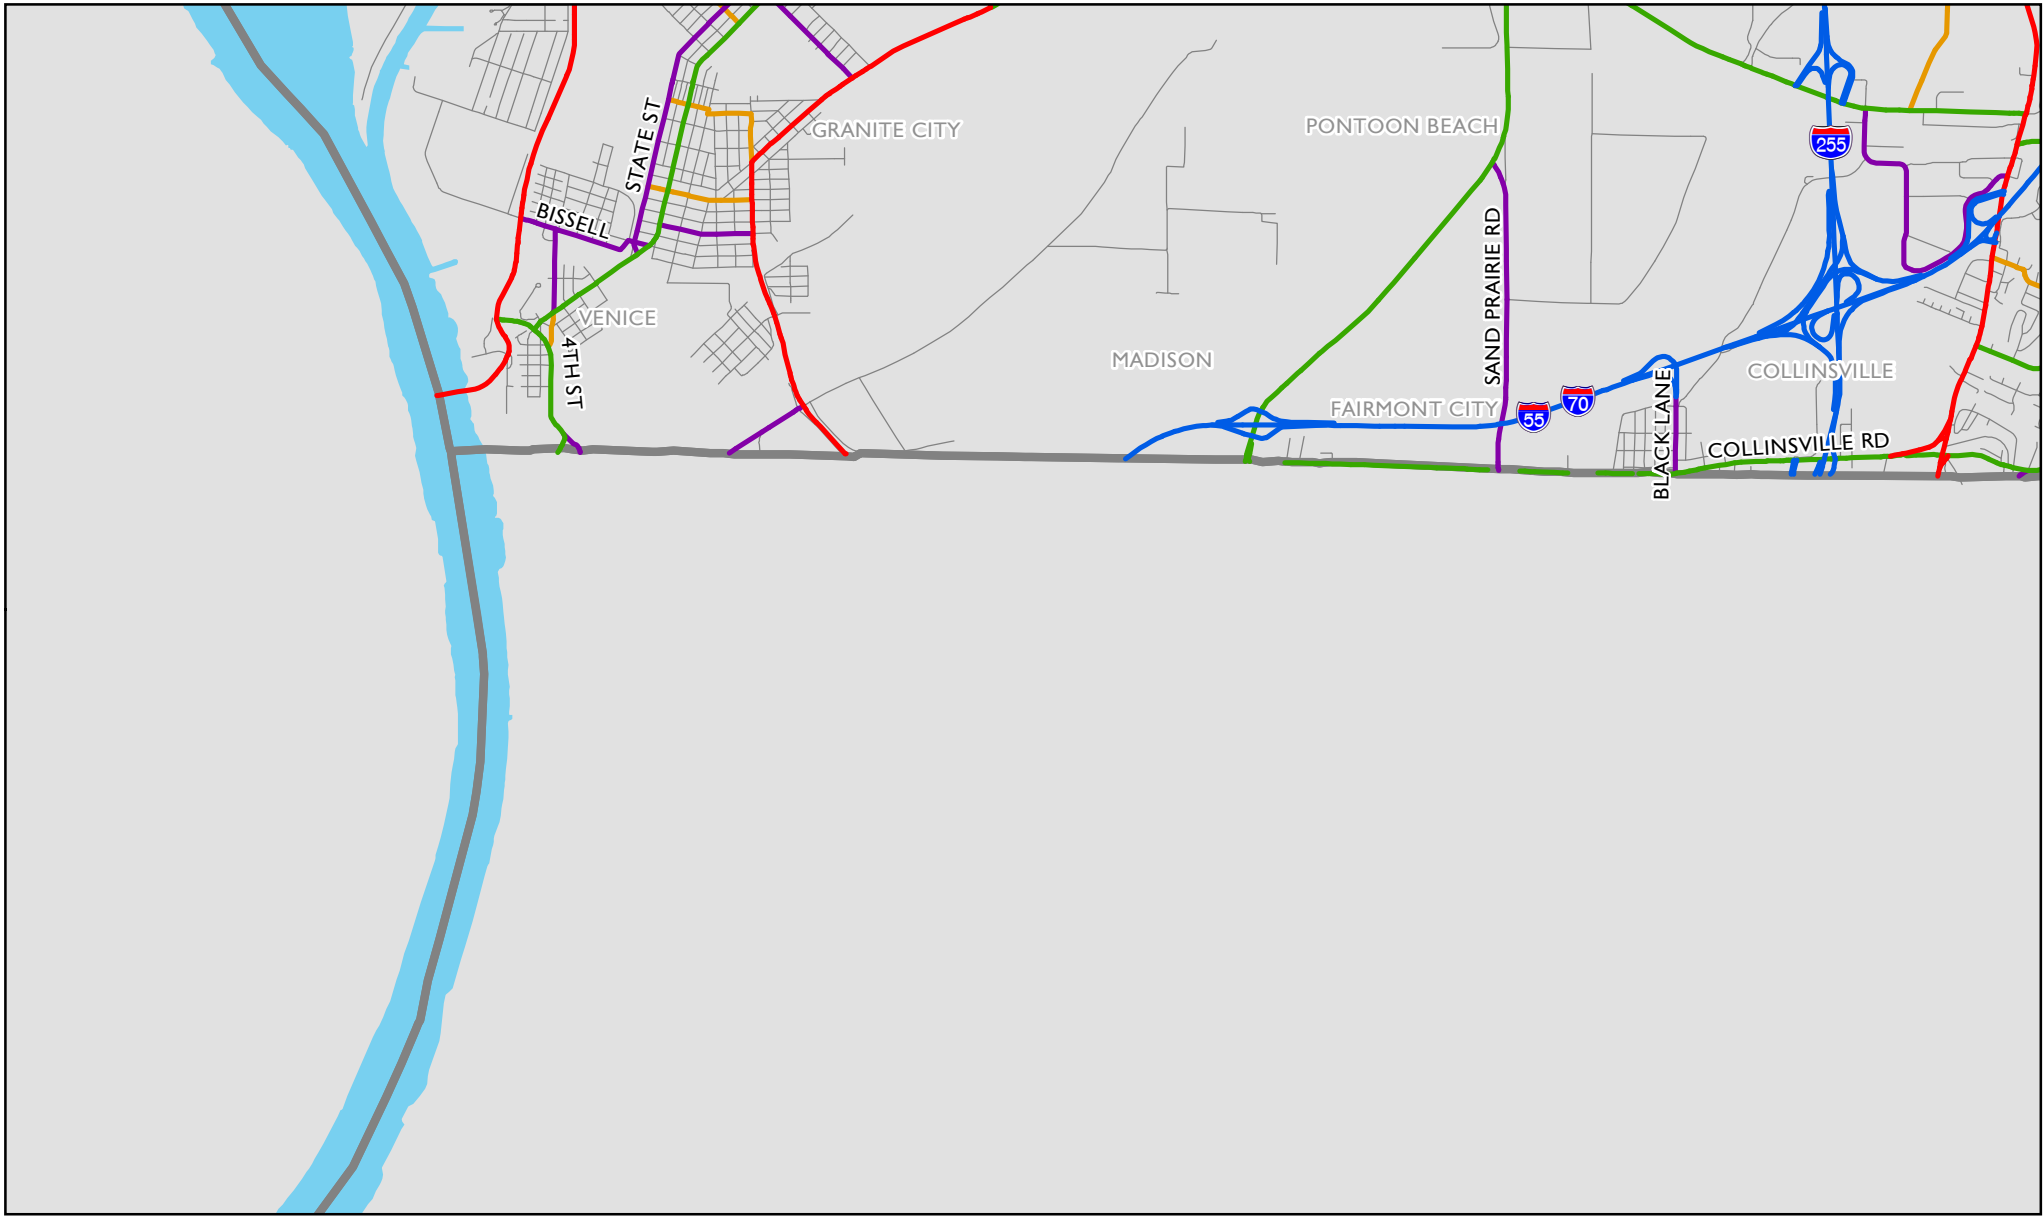 GRANITE CITY
PONTOON BEACH
255
STATE ST
BISSELL
SAND PRAIRIE RD
VENICE
4TH ST
MADISON
COLLINSVILLE
FAIRMONT CITY
55
70
BLACK LANE
COLLINSVILLE RD